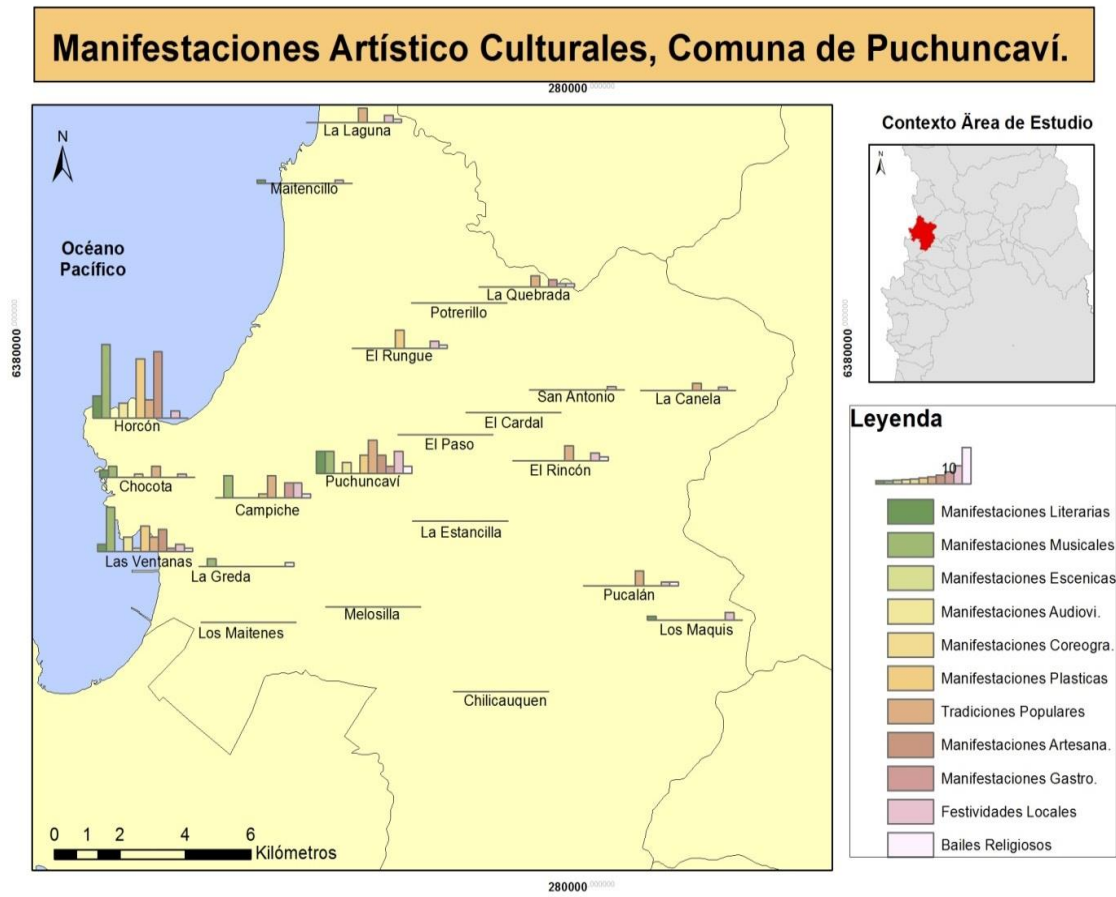 Manifestaciones Artístico Culturales, Comuna de Puchuncaví.
280000,000000
Contexto Ärea de Estudio
N
N
La Laguna
Maitencillo
Océano
Pacífico
La Quebrada
Potrerillo
6380000,000000
6380000,000000
El Rungue
San Antonio
La Canela
El Cardal
Horcón
El Paso
El Rincón
Puchuncaví
Chocota
Campiche
La Estancilla
Las Ventanas
La Greda
Pucalán
Melosilla
Los Maitenes
Los Maquis
Chilicauquen
0 1 2 4 6
Kilómetros
280000,000000
Leyenda
10
Manifestaciones Literarias
Manifestaciones Musicales
Manifestaciones Escenicas
Manifestaciones Audiovi.
Manifestaciones Coreogra.
Manifestaciones Plasticas
Tradiciones Populares
Manifestaciones Artesana.
Manifestaciones Gastro.
Festividades Locales
Bailes Religiosos